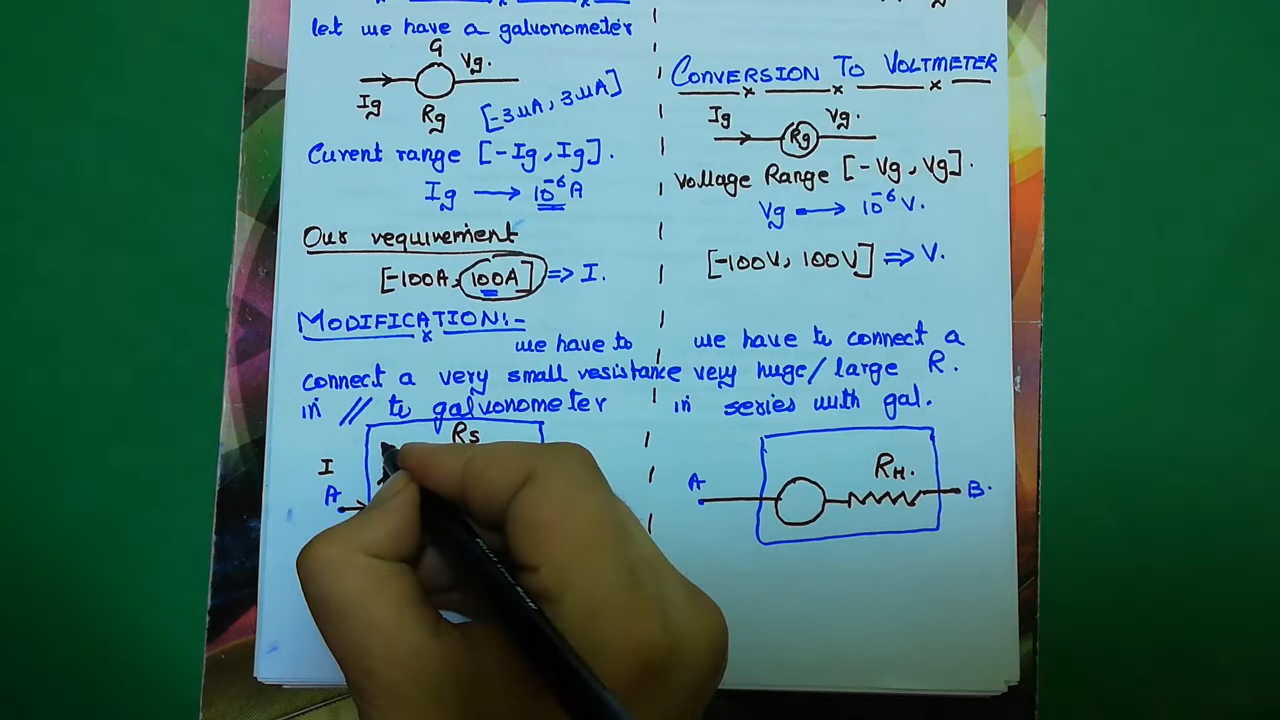 let we have a galvonometer
G
Vg.
Ig
Rg
[-3µA, 3µA]
Current range [-Ig, Ig].
Ig → 10⁻⁶A
Our requirement
[-100A, 100A] => I.
MODIFICATION:-
we have to
connect a very small resistance
in // to galvonometer
Rs
I
A
CONVERSION TO VOLTMETER
Ig
Vg.
Rg
Voltage Range [-Vg, Vg].
Vg → 10⁻⁶ V.
[-100V, 100V] => V.
we have to connect a
very huge/large R.
in series with gal.
A
RH.
B.